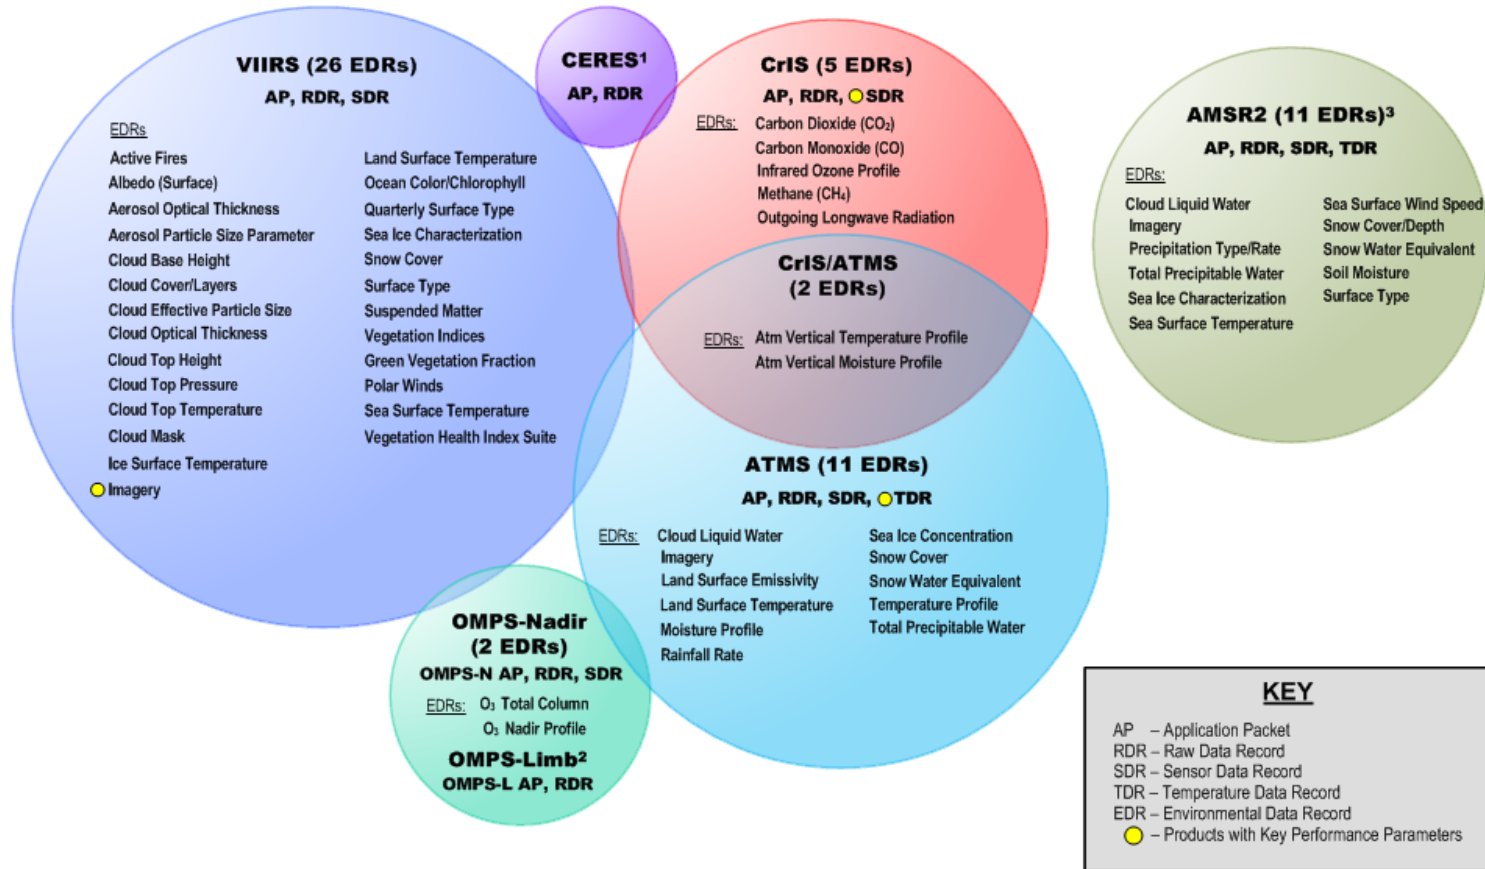 VIIRS (26 EDRs)
AP, RDR, SDR
EDRs
Active Fires
Albedo (Surface)
Aerosol Optical Thickness
Aerosol Particle Size Parameter
Cloud Base Height
Cloud Cover/Layers
Cloud Effective Particle Size
Cloud Optical Thickness
Cloud Top Height
Cloud Top Pressure
Cloud Top Temperature
Cloud Mask
Ice Surface Temperature
Imagery
Land Surface Temperature
Ocean Color/Chlorophyll
Quarterly Surface Type
Sea Ice Characterization
Snow Cover
Surface Type
Suspended Matter
Vegetation Indices
Green Vegetation Fraction
Polar Winds
Sea Surface Temperature
Vegetation Health Index Suite
CERES¹
AP, RDR
CrIS (5 EDRs)
AP, RDR, SDR
EDRs: Carbon Dioxide (CO₂)
Carbon Monoxide (CO)
Infrared Ozone Profile
Methane (CH₄)
Outgoing Longwave Radiation
CrIS/ATMS
(2 EDRs)
EDRs: Atm Vertical Temperature Profile
Atm Vertical Moisture Profile
ATMS (11 EDRs)
AP, RDR, SDR, TDR
EDRs: Cloud Liquid Water
Imagery
Land Surface Emissivity
Land Surface Temperature
Moisture Profile
Rainfall Rate
Sea Ice Concentration
Snow Cover
Snow Water Equivalent
Temperature Profile
Total Precipitable Water
OMPS-Nadir
(2 EDRs)
OMPS-N AP, RDR, SDR
EDRs: O₃ Total Column
O₃ Nadir Profile
OMPS-Limb²
OMPS-L AP, RDR
AMSR2 (11 EDRs)³
AP, RDR, SDR, TDR
EDRs:
Cloud Liquid Water
Imagery
Precipitation Type/Rate
Total Precipitable Water
Sea Ice Characterization
Sea Surface Temperature
Sea Surface Wind Speed
Snow Cover/Depth
Snow Water Equivalent
Soil Moisture
Surface Type
KEY
AP – Application Packet
RDR – Raw Data Record
SDR – Sensor Data Record
TDR – Temperature Data Record
EDR – Environmental Data Record
– Products with Key Performance Parameters